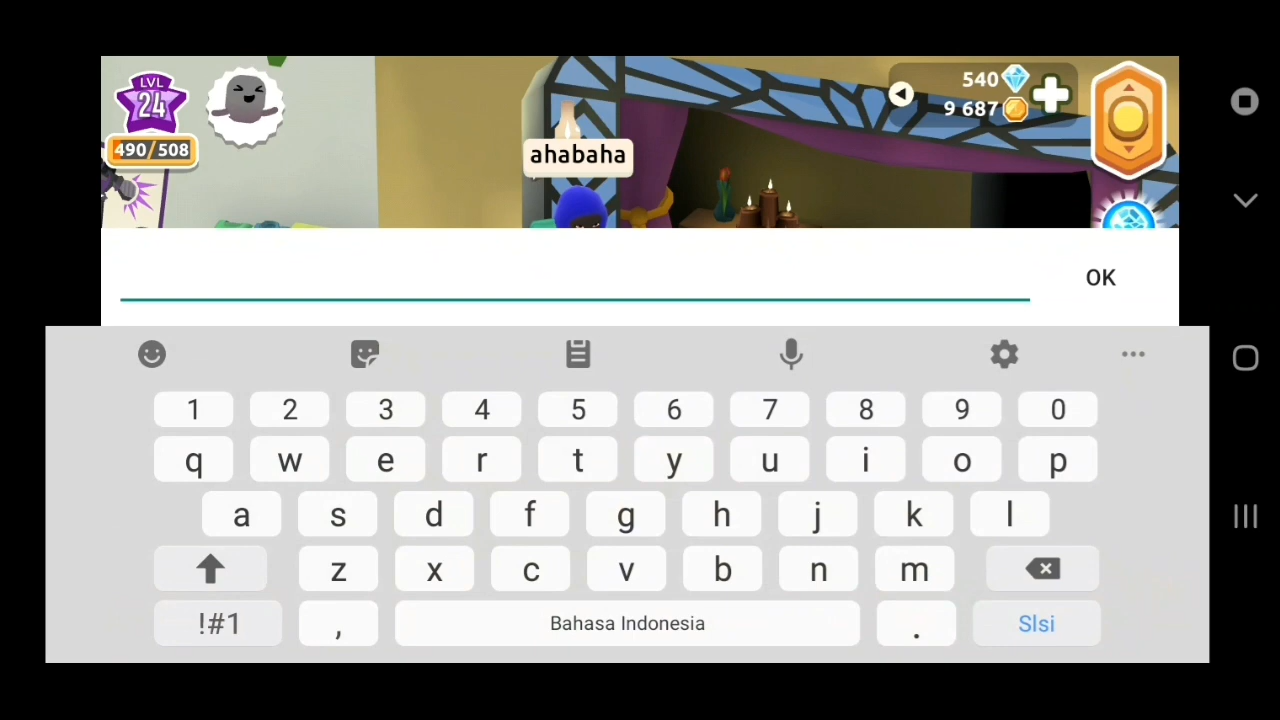 LVL
24
490/508
540
9 687
ahabaha
OK
1 2 3 4 5 6 7 8 9 0
q w e r t y u i o p
a s d f g h j k l
z x c v b n m
!#1 , Bahasa Indonesia . Slsi